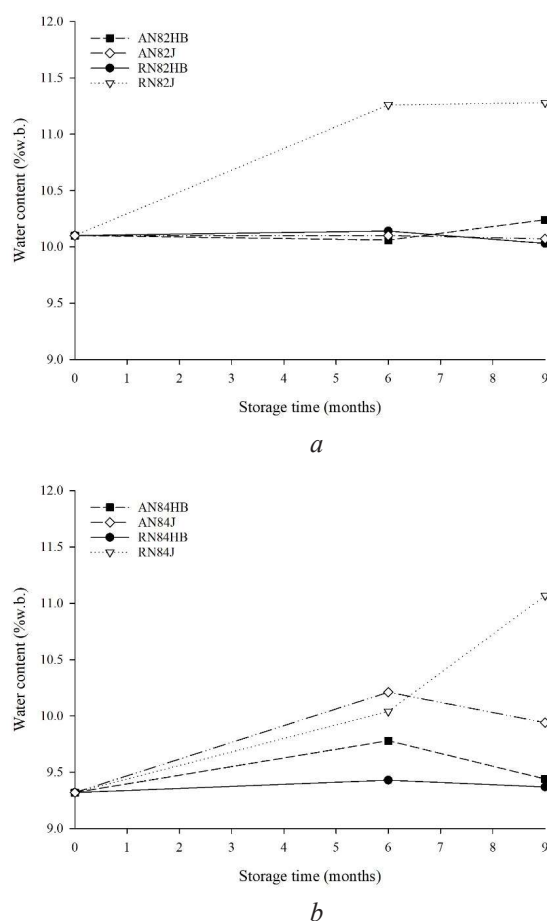 12.0
AN82HB
AN82J
RN82HB
RN82J
11.5
11.0
10.5
10.0
9.5
9.0
Water content (%w.b.)
0 1 2 3 4 5 6 7 8 9
Storage time (months)
a
12.0
AN84HB
AN84J
RN84HB
RN84J
11.5
11.0
10.5
10.0
9.5
9.0
Water content (%w.b.)
0 1 2 3 4 5 6 7 8 9
Storage time (months)
b